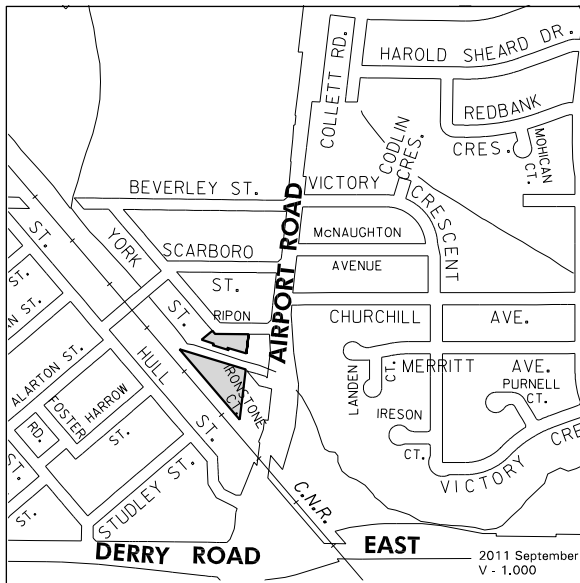 HAROLD SHEARD DR.
COLLETT RD.
REDBANK
CRES.
MOHICAN
CT.
CODLIN
CRES.
BEVERLEY ST.
VICTORY
CRESCENT
ST.
YORK
ST.
SCARBORO
ST.
McNAUGHTON
AVENUE
AIRPORT ROAD
RIPON
CHURCHILL AVE.
ST.
N ST.
ALARTON ST.
HULL
ST.
FOSTER
RD.
HARROW
ST.
IRONSTONE
CT.
LANDEN
CT.
MERRITT AVE.
PURNELL
CT.
IRESON
CT.
VICTORY CRE
STUDLEY ST.
ST.
ST.
C.N.R.
DERRY ROAD EAST
2011 September
V - 1.000